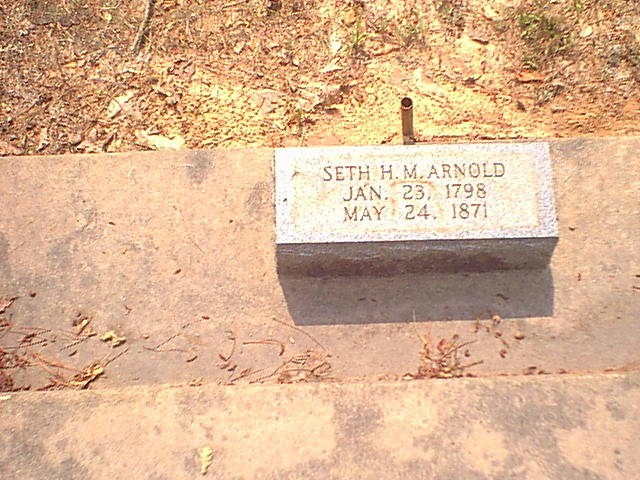 SETH H. M. ARNOLD
JAN. 23, 1798
MAY 24, 1871